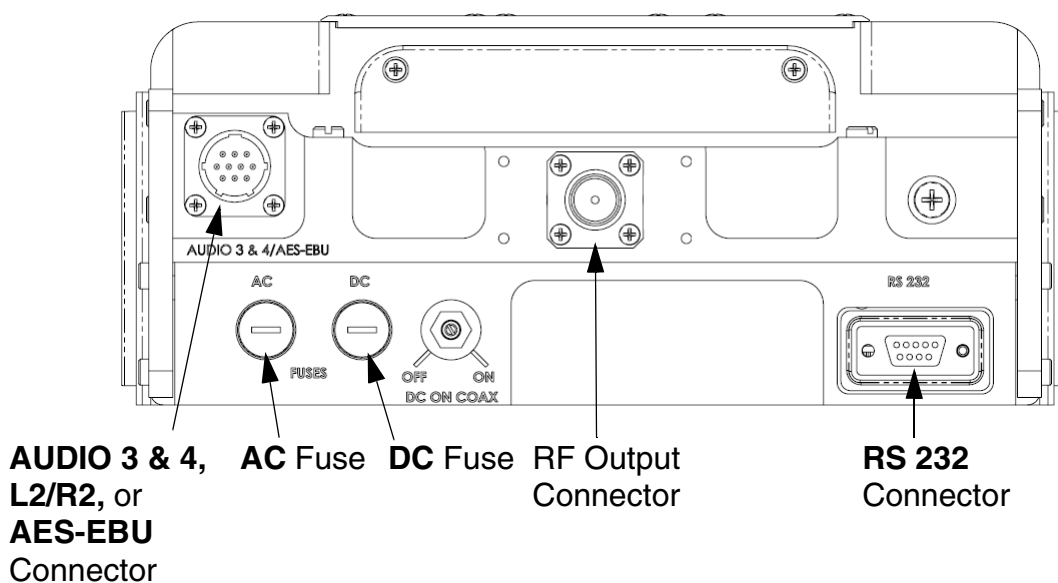 AUDIO 3 & 4/AES-EBU
AC
DC
RS 232
FUSES
OFF
ON
DC ON COAX
AUDIO 3 & 4,
L2/R2, or
AES-EBU
Connector
AC Fuse
DC Fuse
RF Output
Connector
RS 232
Connector